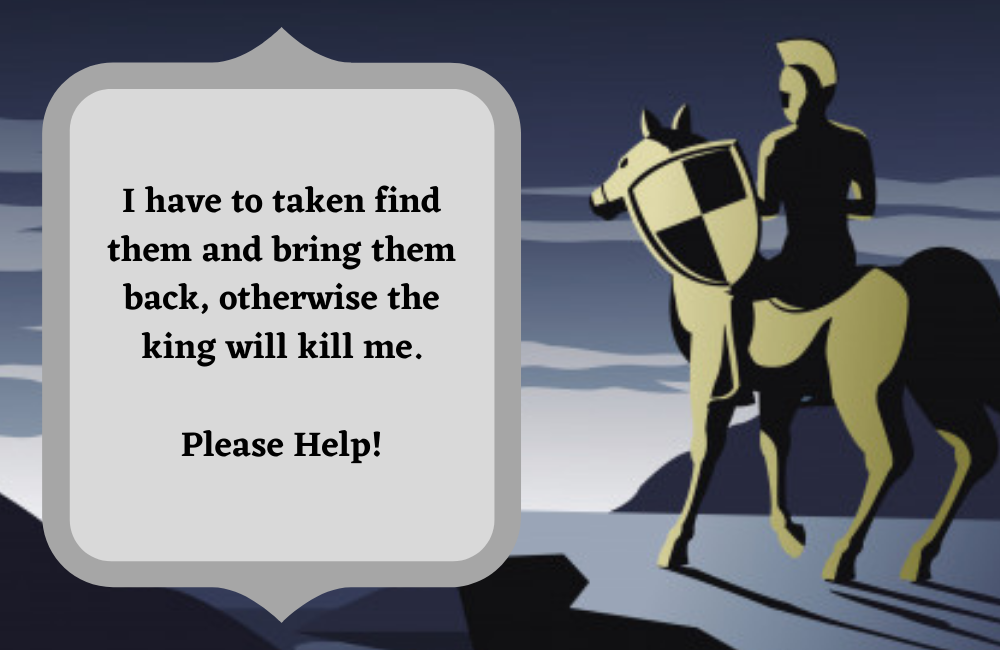 I have to taken find
them and bring them
back, otherwise the
king will kill me.
Please Help!